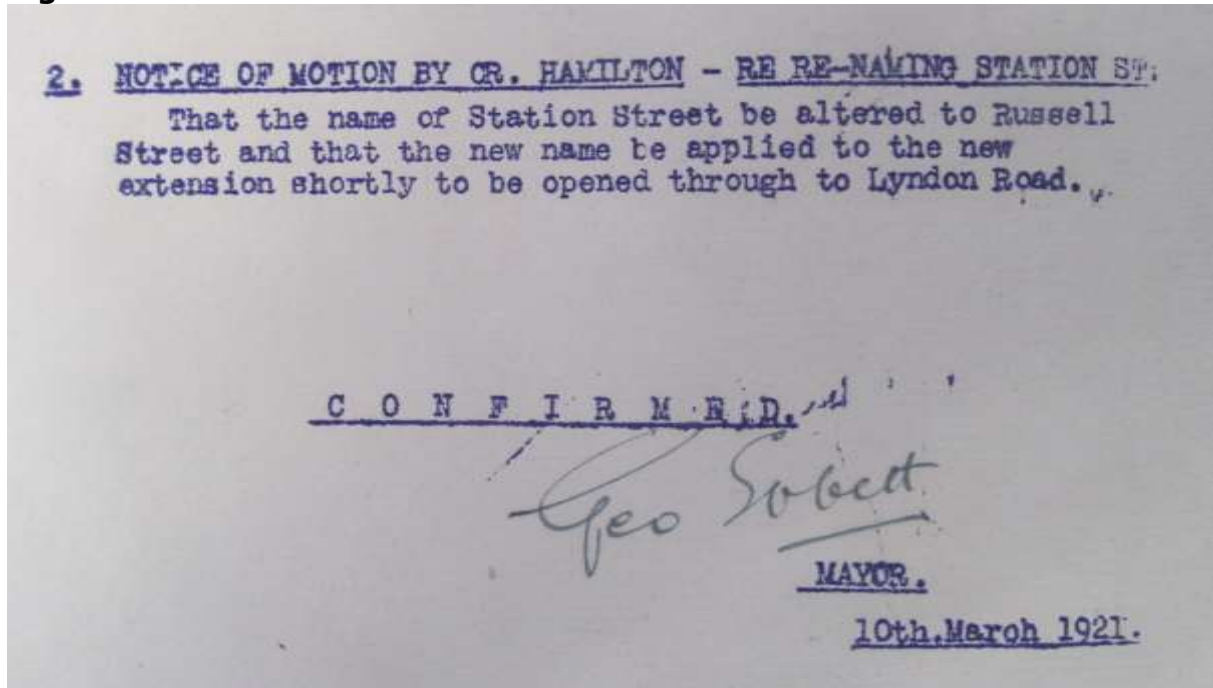 2. NOTICE OF MOTION BY CR. HAMILTON - RE RE-NAMING STATION ST.
That the name of Station Street be altered to Russell
Street and that the new name be applied to the new
extension shortly to be opened through to Lyndon Road.
CONFIRMED.
Geo
MAYOR.
10th.March 1921.